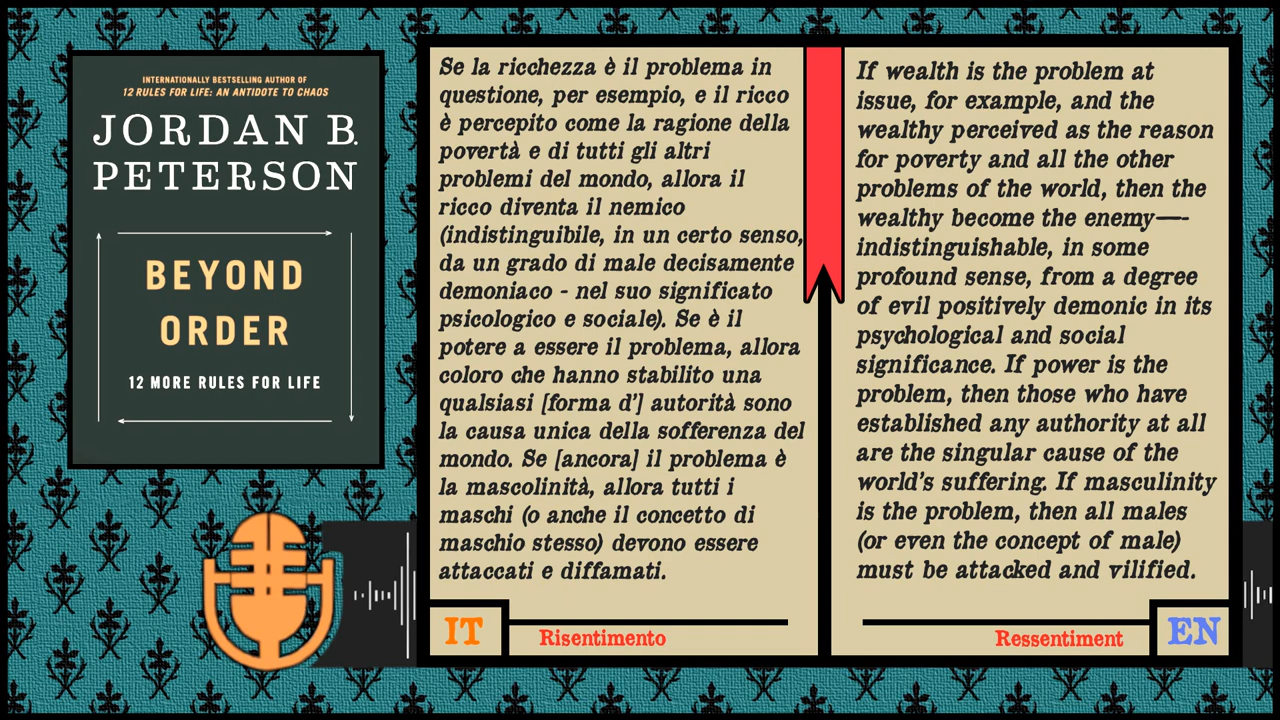 INTERNATIONALLY BESTSELLING AUTHOR OF
12 RULES FOR LIFE: AN ANTIDOTE TO CHAOS
JORDAN B.
PETERSON
BEYOND
ORDER
12 MORE RULES FOR LIFE
Se la ricchezza è il problema in
questione, per esempio, e il ricco
è percepito come la ragione della
povertà e di tutti gli altri
problemi del mondo, allora il
ricco diventa il nemico
(indistinguibile, in un certo senso,
da un grado di male decisamente
demoniaco - nel suo significato
psicologico e sociale). Se è il
potere a essere il problema, allora
coloro che hanno stabilito una
qualsiasi [forma d'] autorità sono
la causa unica della sofferenza del
mondo. Se [ancora] il problema è
la mascolinità, allora tutti i
maschi (o anche il concetto di
maschio stesso) devono essere
attaccati e diffamati.
IT
Risentimento
If wealth is the problem at
issue, for example, and the
wealthy perceived as the reason
for poverty and all the other
problems of the world, then the
wealthy become the enemy—-
indistinguishable, in some
profound sense, from a degree
of evil positively demonic in its
psychological and social
significance. If power is the
problem, then those who have
established any authority at all
are the singular cause of the
world's suffering. If masculinity
is the problem, then all males
(or even the concept of male)
must be attacked and vilified.
Ressentiment
EN